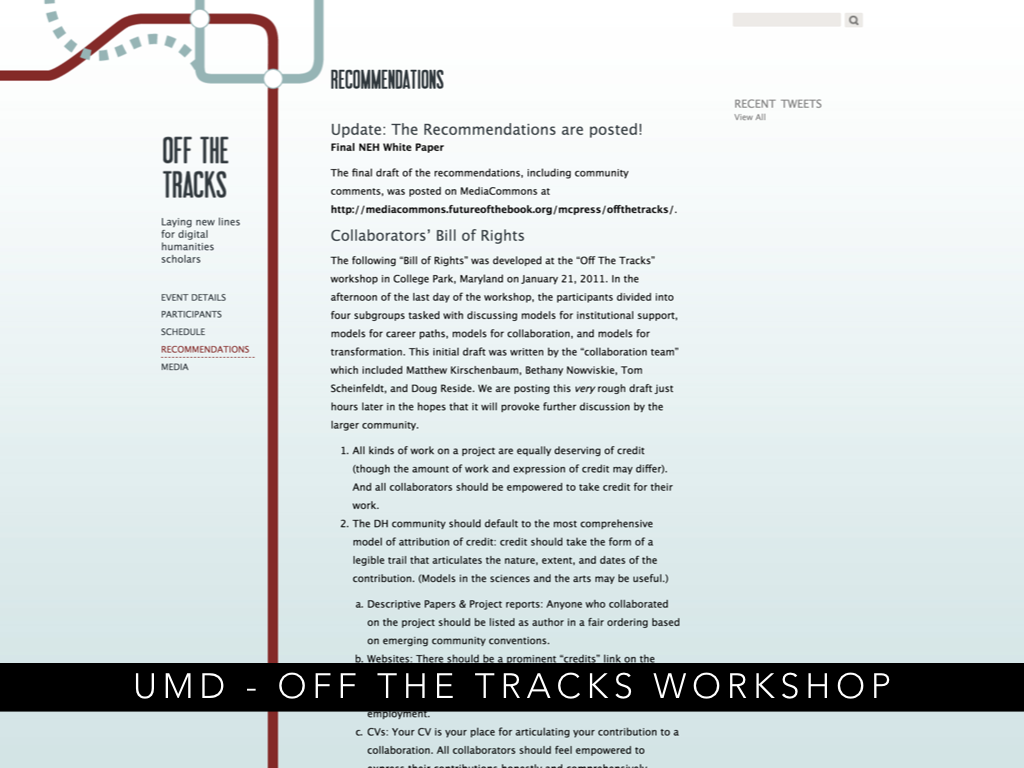 RECOMMENDATIONS
RECENT TWEETS
View All
OFF THE
TRACKS
Laying new lines
for digital
humanities
scholars
EVENT DETAILS
PARTICIPANTS
SCHEDULE
RECOMMENDATIONS
MEDIA
Update: The Recommendations are posted!
Final NEH White Paper
The final draft of the recommendations, including community
comments, was posted on MediaCommons at
http://mediacommons.futureofthebook.org/mcpress/offthetracks/.
Collaborators’ Bill of Rights
The following “Bill of Rights” was developed at the “Off The Tracks”
workshop in College Park, Maryland on January 21, 2011. In the
afternoon of the last day of the workshop, the participants divided into
four subgroups tasked with discussing models for institutional support,
models for career paths, models for collaboration, and models for
transformation. This initial draft was written by the “collaboration team”
which included Matthew Kirschenbaum, Bethany Nowviskie, Tom
Scheinfeldt, and Doug Reside. We are posting this very rough draft just
hours later in the hopes that it will provoke further discussion by the
larger community.
1. All kinds of work on a project are equally deserving of credit
(though the amount of work and expression of credit may differ).
And all collaborators should be empowered to take credit for their
work.
2. The DH community should default to the most comprehensive
model of attribution of credit: credit should take the form of a
legible trail that articulates the nature, extent, and dates of the
contribution. (Models in the sciences and the arts may be useful.)
a. Descriptive Papers & Project reports: Anyone who collaborated
on the project should be listed as author in a fair ordering based
on emerging community conventions.
b. Websites: There should be a prominent “credits” link on the
UMD - OFF THE TRACKS WORKSHOP
employment.
c. CVs: Your CV is your place for articulating your contribution to a
collaboration. All collaborators should feel empowered to
express their contributions honestly and comprehensively.